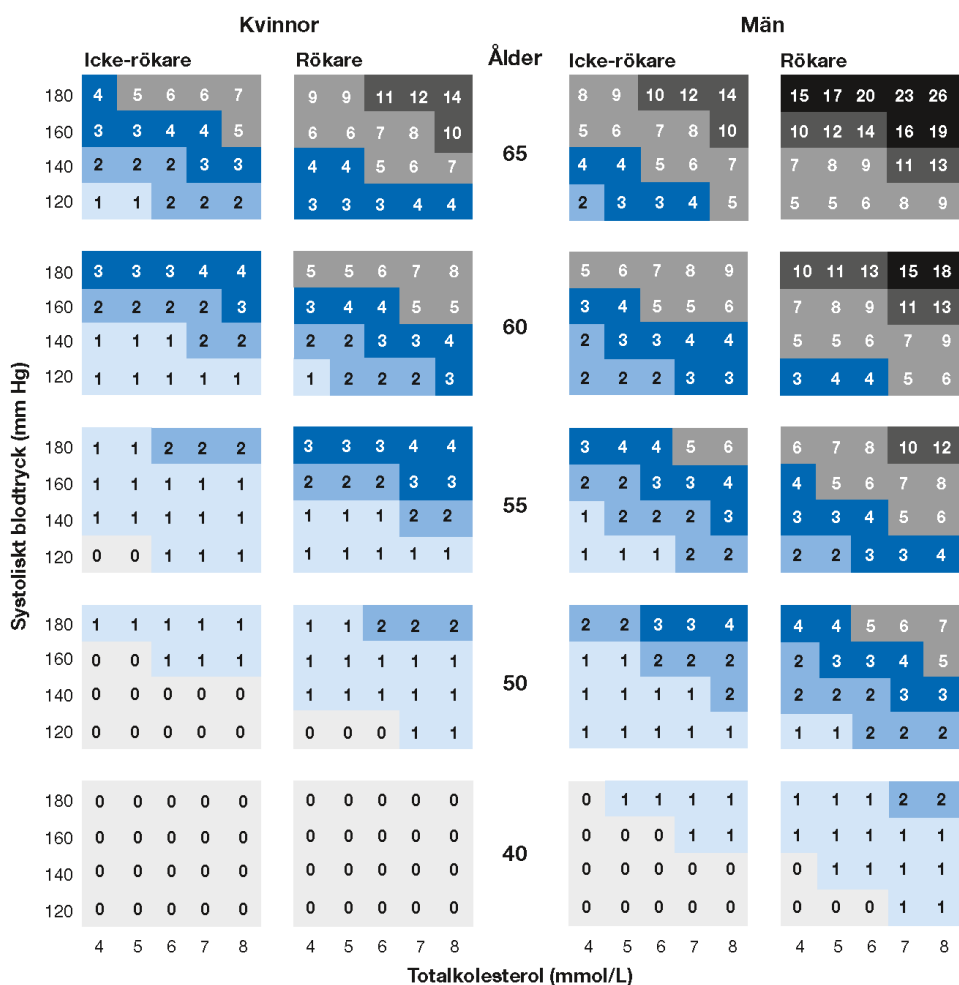 Kvinnor Män
Icke-rökare Rökare Ålder Icke-rökare Rökare
180 4 5 6 6 7 9 9 11 12 14 8 9 10 12 14 15 17 20 23 26
160 3 3 4 4 5 6 6 7 8 10 5 6 7 8 10 10 12 14 16 19
65
140 2 2 2 3 3 4 4 5 6 7 4 4 5 6 7 7 8 9 11 13
120 1 1 2 2 2 3 3 3 4 4 2 3 3 4 5 5 5 6 8 9
180 3 3 3 4 4 5 5 6 7 8 5 6 7 8 9 10 11 13 15 18
160 2 2 2 2 3 3 4 4 5 5 3 4 5 5 6 7 8 9 11 13
60
140 1 1 1 2 2 2 2 3 3 4 2 3 3 4 4 5 5 6 7 9
120 1 1 1 1 1 1 2 2 2 3 2 2 2 3 3 3 4 4 5 6
Systoliskt blodtryck (mm Hg)
180 1 1 2 2 2 3 3 3 4 4 3 4 4 5 6 6 7 8 10 12
160 1 1 1 1 1 2 2 2 3 3 2 2 3 3 4 4 5 6 7 8
55
140 1 1 1 1 1 1 1 1 2 2 1 2 2 2 3 3 3 4 5 6
120 0 0 1 1 1 1 1 1 1 1 1 1 1 2 2 2 2 3 3 4
180 1 1 1 1 1 1 1 2 2 2 2 2 3 3 4 4 4 5 6 7
160 0 0 1 1 1 1 1 1 1 1 1 1 2 2 2 2 3 3 4 5
50
140 0 0 0 0 0 1 1 1 1 1 1 1 1 1 2 2 2 2 3 3
120 0 0 0 0 0 0 0 0 1 1 1 1 1 1 1 1 1 2 2 2
180 0 0 0 0 0 0 0 0 0 0 0 1 1 1 1 1 1 1 2 2
160 0 0 0 0 0 0 0 0 0 0 0 0 0 1 1 1 1 1 1 1
40
140 0 0 0 0 0 0 0 0 0 0 0 0 0 0 0 0 1 1 1 1
120 0 0 0 0 0 0 0 0 0 0 0 0 0 0 0 0 0 0 1 1
4 5 6 7 8 4 5 6 7 8 4 5 6 7 8 4 5 6 7 8
Totalkolesterol (mmol/L)